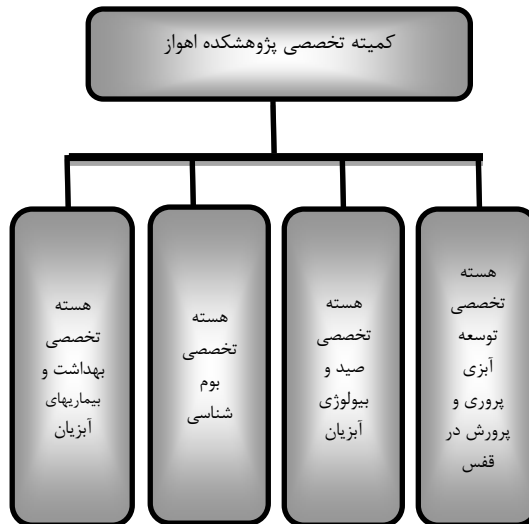 کمیته تخصصی پژوهشکده اهواز
هسته
تخصصی
توسعه
آبزی
پروری و
پرورش در
قفس
هسته
تخصصی
صید و
بیولوژی
آبزیان
هسته
تخصصی
بوم
شناسی
هسته
تخصصی
بهداشت و
بیماریهای
آبزیان